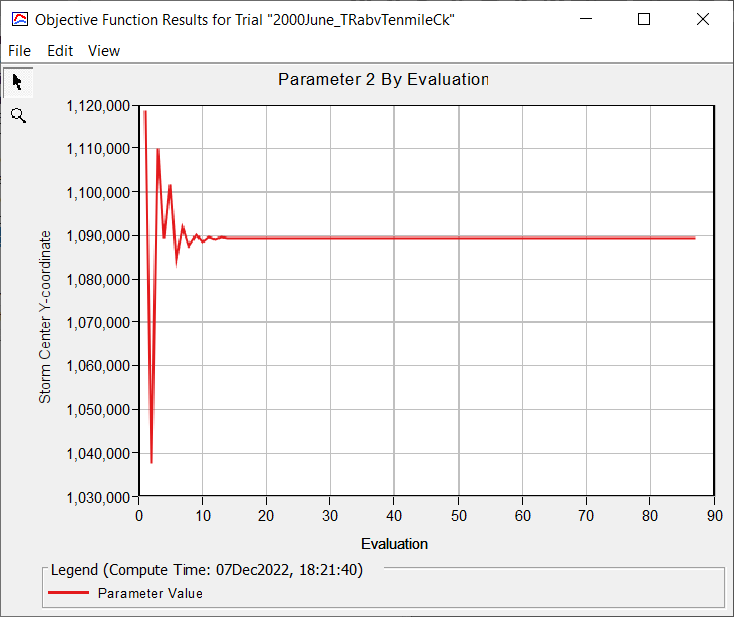 Objective Function Results for Trial "2000June_TRabvTenmileCk"
File Edit View
Parameter 2 By Evaluation
Storm Center Y-coordinate
1,120,000
1,110,000
1,100,000
1,090,000
1,080,000
1,070,000
1,060,000
1,050,000
1,040,000
1,030,000
0 10 20 30 40 50 60 70 80 90
Evaluation
Legend (Compute Time: 07Dec2022, 18:21:40)
Parameter Value